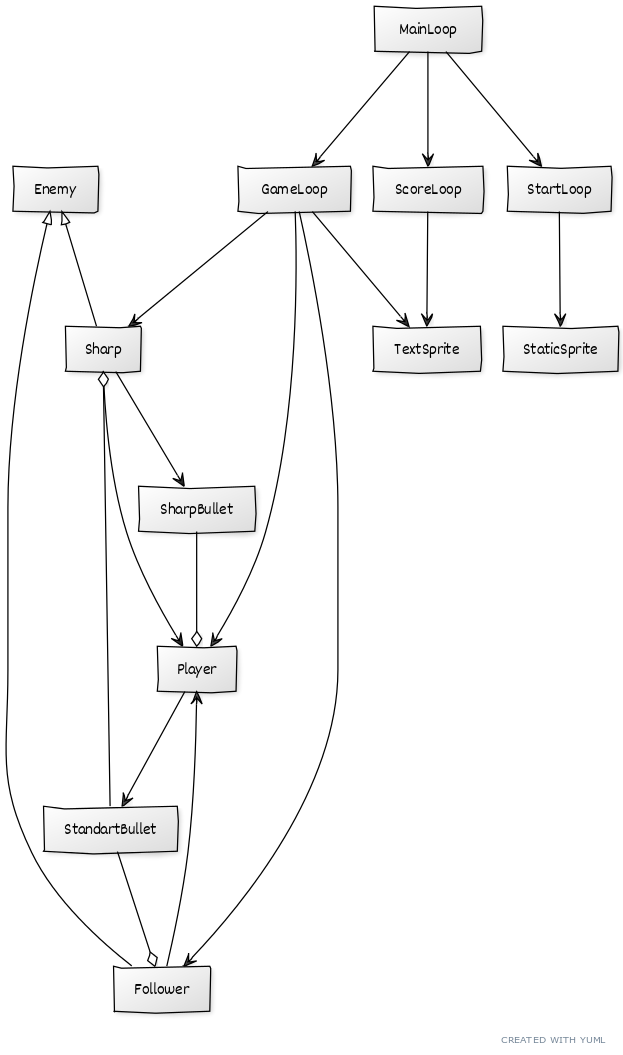 MainLoop
Enemy
GameLoop
ScoreLoop
StartLoop
Sharp
TextSprite
StaticSprite
SharpBullet
Player
StandartBullet
Follower
CREATED WITH YUML